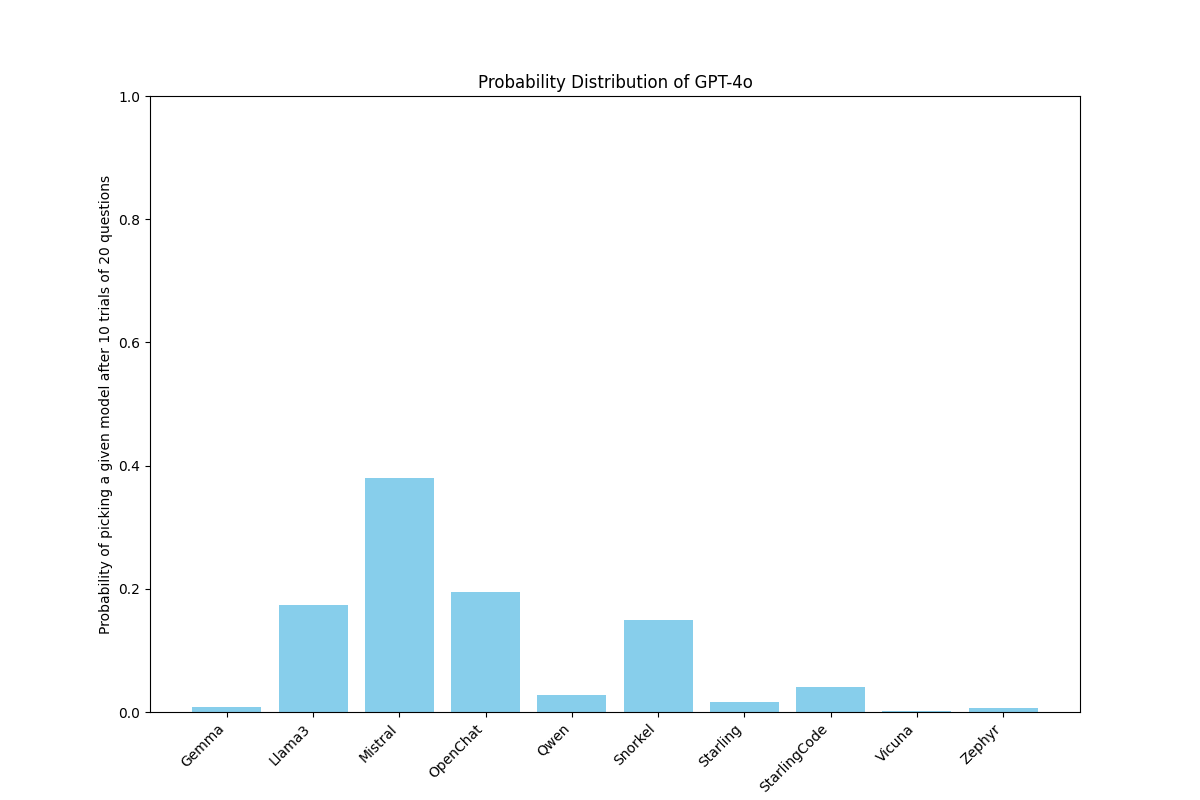 Probability Distribution of GPT-4o
Probability of picking a given model after 10 trials of 20 questions
1.0
0.8
0.6
0.4
0.2
0.0
Gemma
Llama3
Mistral
OpenChat
Qwen
Snorkel
Starling
StarlingCode
Vicuna
Zephyr